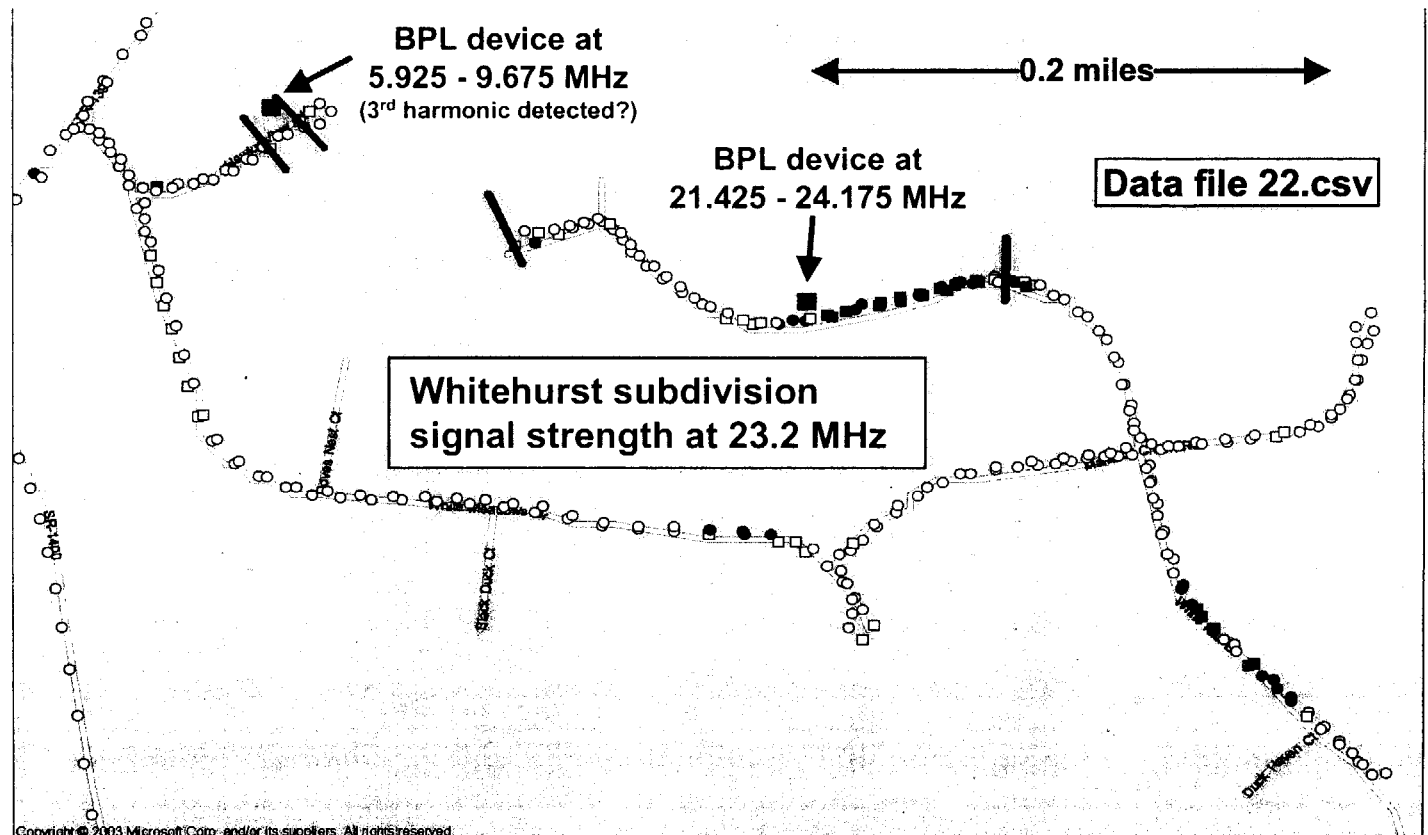 BPL device at
5.925 - 9.675 MHz
(3rd harmonic detected?)
0.2 miles
BPL device at
21.425 - 24.175 MHz
Data file 22.csv
Whitehurst subdivision
signal strength at 23.2 MHz
Black Duck Ct
SR-1400
Copyright © 2003 Microsoft Corp. and/or its suppliers. All rights reserved.